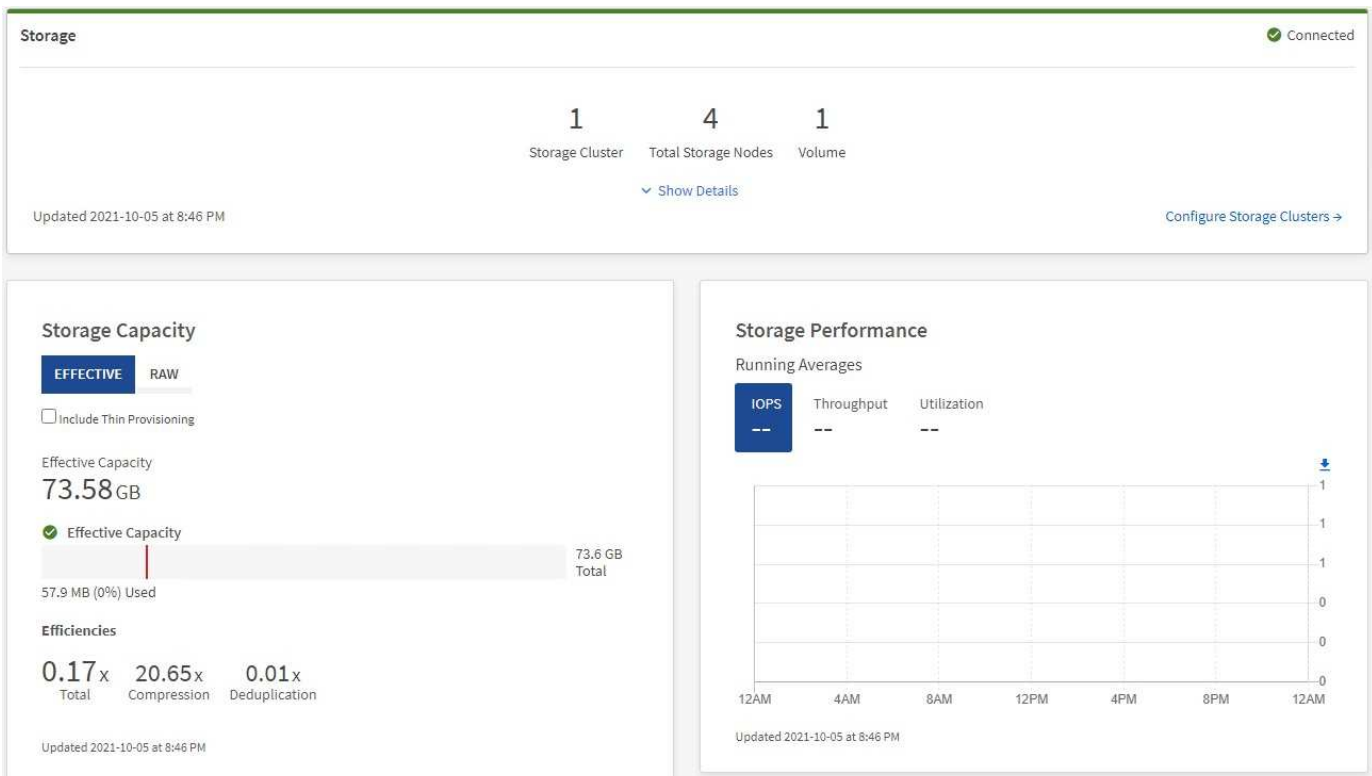 Storage
Connected
1 4 1
Storage Cluster Total Storage Nodes Volume
Show Details
Updated 2021-10-05 at 8:46 PM
Configure Storage Clusters →
Storage Capacity
EFFECTIVE RAW
Include Thin Provisioning
Effective Capacity
73.58 GB
Effective Capacity
73.6 GB
Total
57.9 MB (0%) Used
Efficiencies
0.17x 20.65x 0.01x
Total Compression Deduplication
Updated 2021-10-05 at 8:46 PM
Storage Performance
Running Averages
IOPS Throughput Utilization
-- -- --
1
1
1
0
0
0
12AM 4AM 8AM 12PM 4PM 8PM 12AM
Updated 2021-10-05 at 8:46 PM